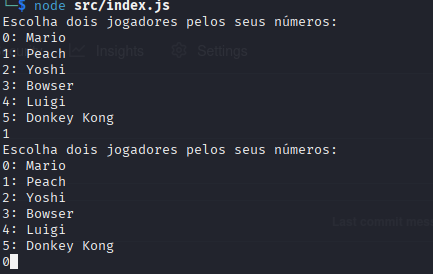 └─$ node src/index.js
Escolha dois jogadores pelos seus números:
0: Mario
1: Peach
2: Yoshi
3: Bowser
4: Luigi
5: Donkey Kong
1
Escolha dois jogadores pelos seus números:
0: Mario
1: Peach
2: Yoshi
3: Bowser
4: Luigi
5: Donkey Kong
0
Insights
Settings